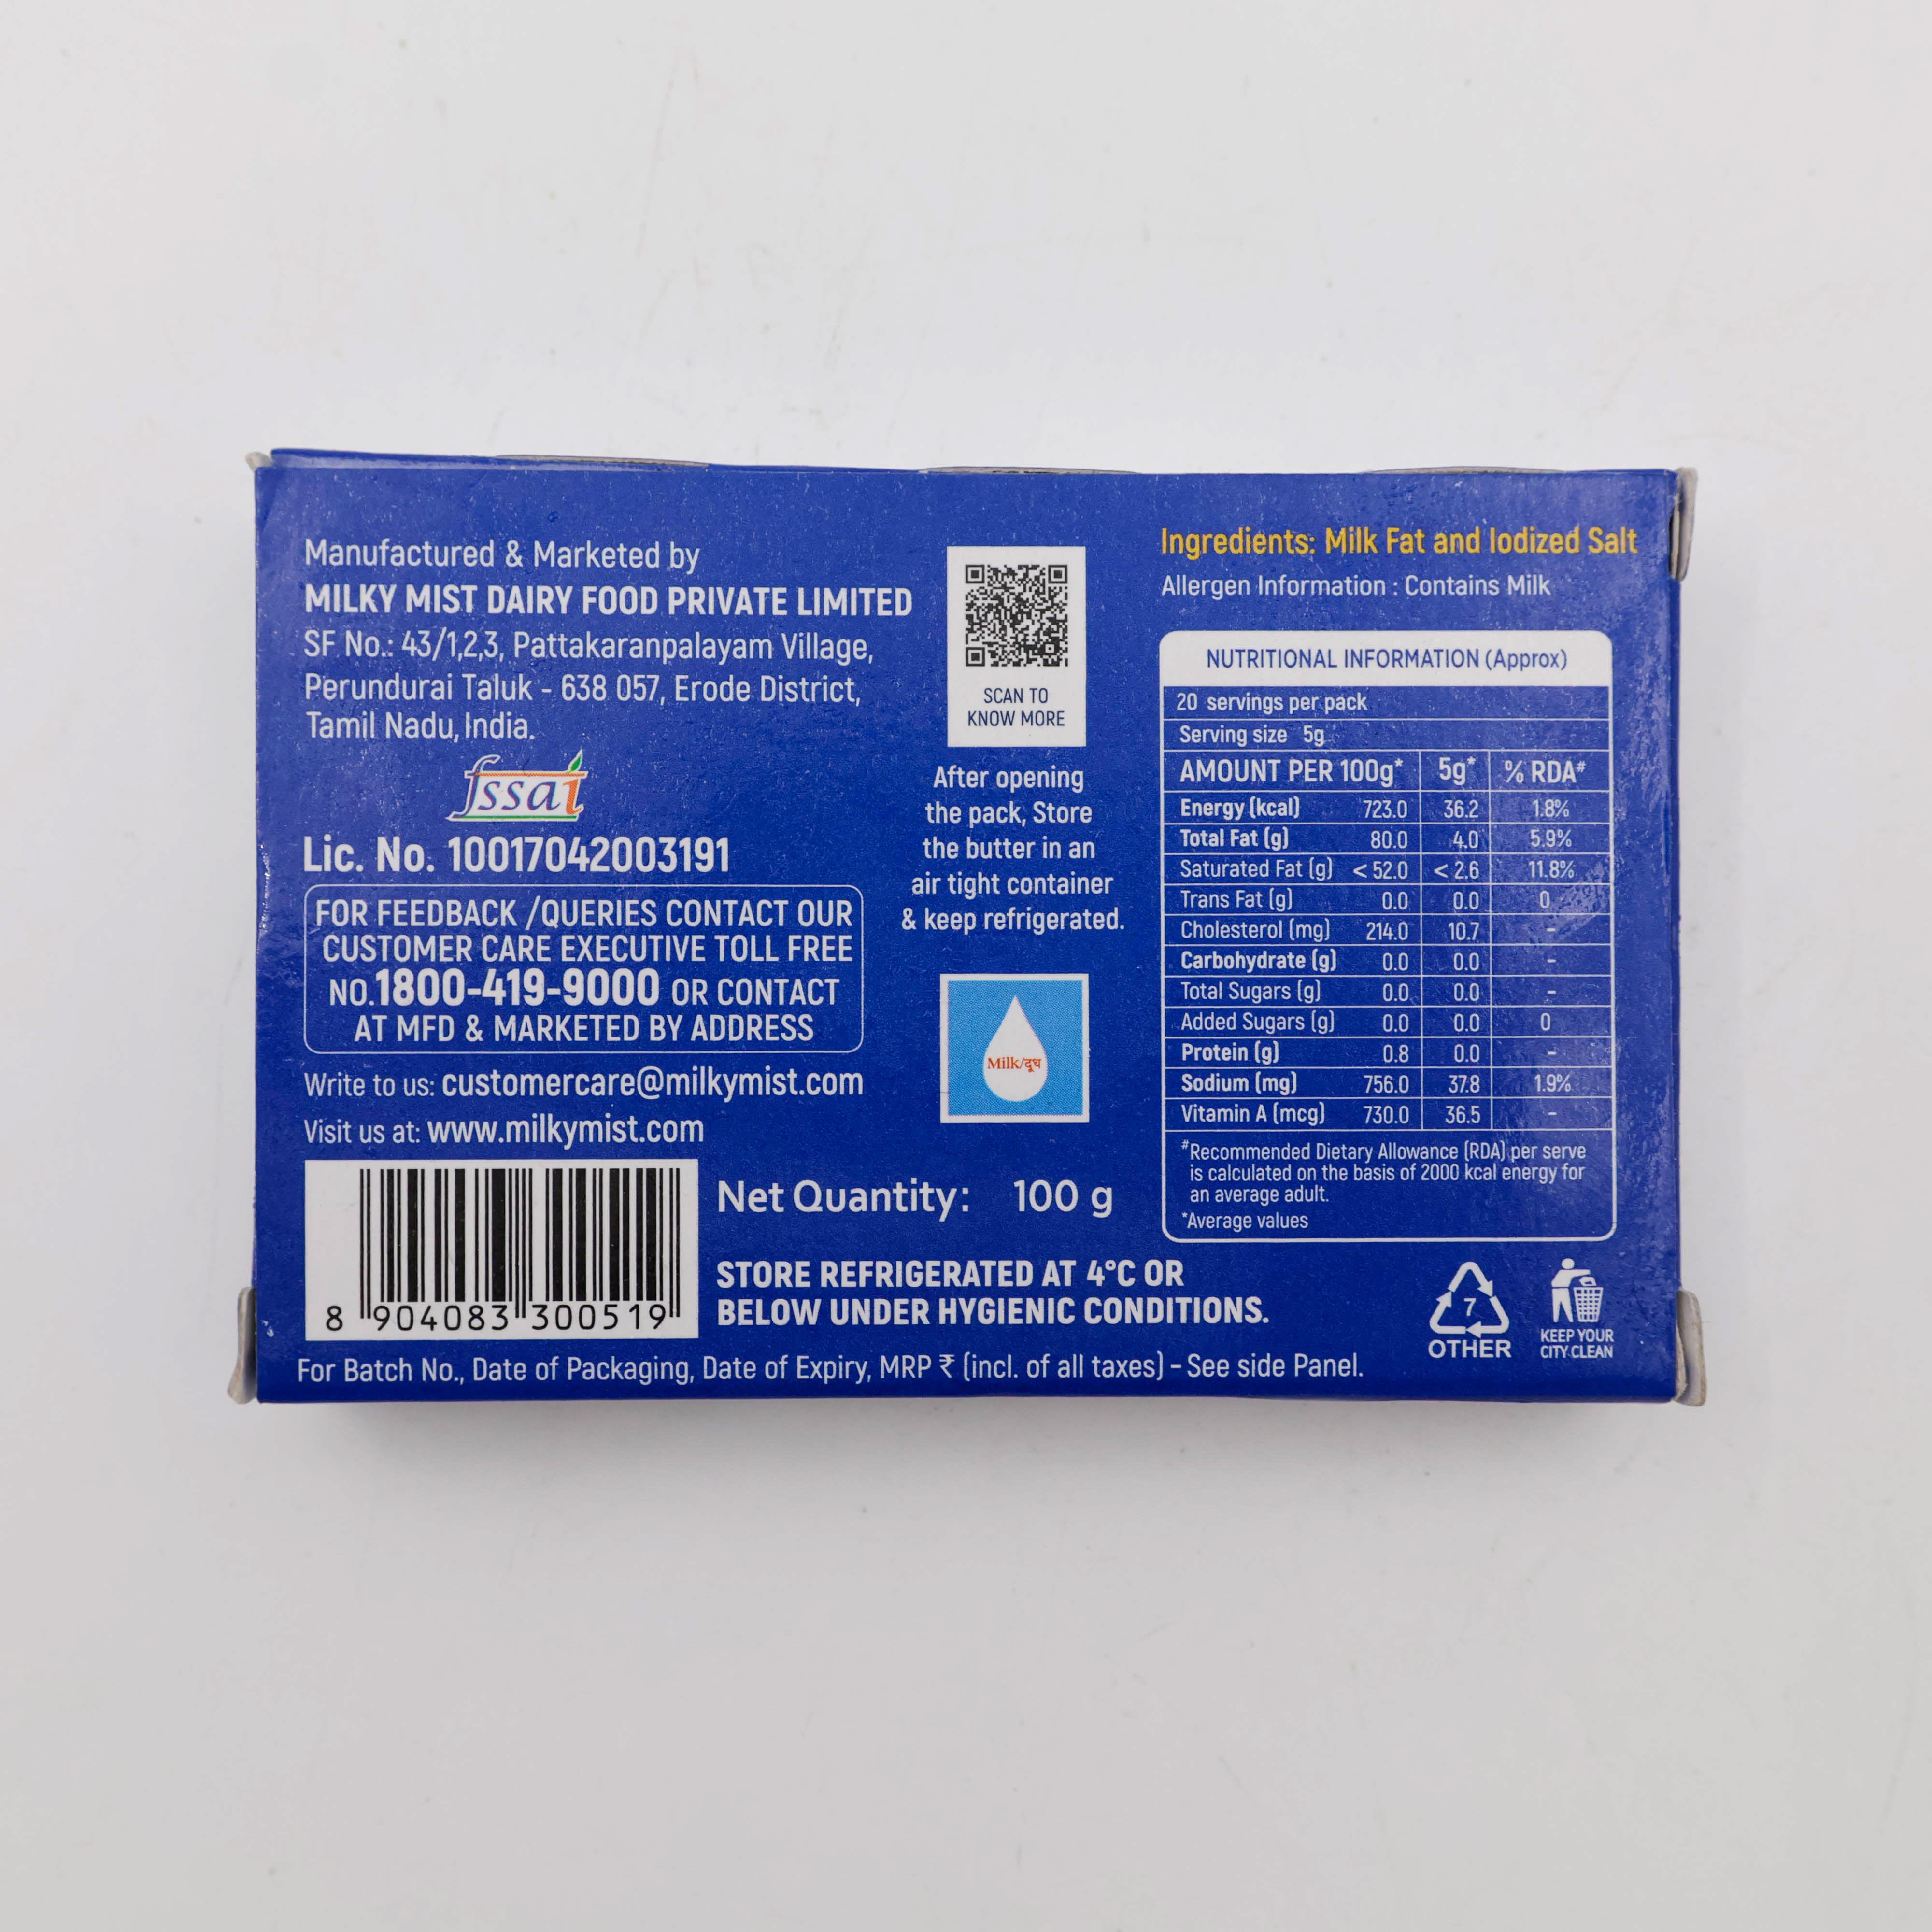 Manufactured & Marketed by
MILKY MIST DAIRY FOOD PRIVATE LIMITED
SF No.: 43/1,2,3, Pattakaranpalayam Village,
Perundurai Taluk - 638 057, Erode District,
Tamil Nadu, India.
fssai
Lic. No. 10017042003191
FOR FEEDBACK /QUERIES CONTACT OUR
CUSTOMER CARE EXECUTIVE TOLL FREE
NO.1800-419-9000 OR CONTACT
AT MFD & MARKETED BY ADDRESS
Write to us: customercare@milkymist.com
Visit us at: www.milkymist.com
8 904083 300519
SCAN TO
KNOW MORE
After opening
the pack, Store
the butter in an
air tight container
& keep refrigerated.
Milk/दूध
Net Quantity: 100 g
STORE REFRIGERATED AT 4°C OR
BELOW UNDER HYGIENIC CONDITIONS.
For Batch No., Date of Packaging, Date of Expiry, MRP ₹ (incl. of all taxes) - See side Panel.
Ingredients: Milk Fat and Iodized Salt
Allergen Information : Contains Milk
NUTRITIONAL INFORMATION (Approx)
20 servings per pack
Serving size 5g
AMOUNT PER 100g* 5g* % RDA#
Energy (kcal) 723.0 36.2 1.8%
Total Fat (g) 80.0 4.0 5.9%
Saturated Fat (g) < 52.0 < 2.6 11.8%
Trans Fat (g) 0.0 0.0 0
Cholesterol (mg) 214.0 10.7 -
Carbohydrate (g) 0.0 0.0 -
Total Sugars (g) 0.0 0.0 -
Added Sugars (g) 0.0 0.0 0
Protein (g) 0.8 0.0 -
Sodium (mg) 756.0 37.8 1.9%
Vitamin A (mcg) 730.0 36.5 -
#Recommended Dietary Allowance (RDA) per serve
is calculated on the basis of 2000 kcal energy for
an average adult.
*Average values
7
OTHER
KEEP YOUR
CITY CLEAN